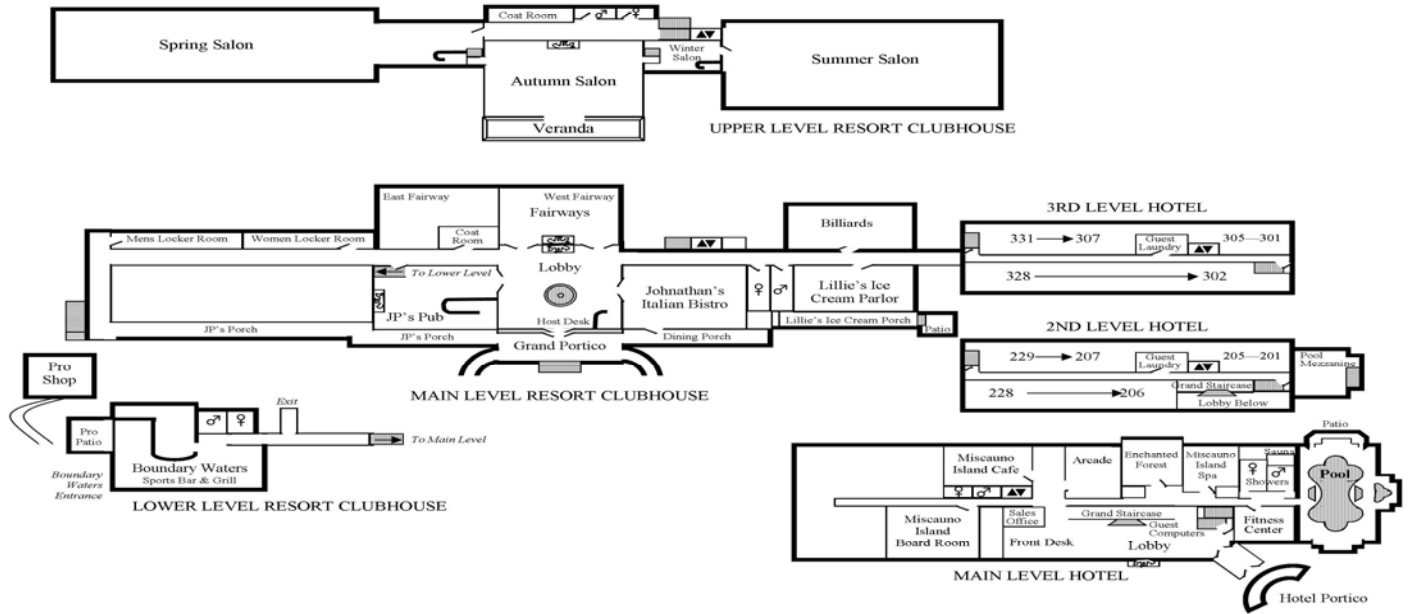 Coat Room
Spring Salon
Winter
Salon
Summer Salon
Autumn Salon
Veranda
UPPER LEVEL RESORT CLUBHOUSE
East Fairway
West Fairway
Fairways
Billiards
Mens Locker Room
Women Locker Room
Coat
Room
Lobby
To Lower Level
Johnathan's
Italian Bistro
Lillie's Ice
Cream Parlor
JP's Pub
Host Desk
JP's Porch
JP's Porch
Grand Portico
Dining Porch
Lillie's Ice Cream Porch
Patio
MAIN LEVEL RESORT CLUBHOUSE
3RD LEVEL HOTEL
331
307
Guest
Laundry
305—301
328
302
2ND LEVEL HOTEL
229
207
Guest
Laundry
205—201
Pool
Mezzanine
228
206
Grand Staircase
Lobby Below
Pro
Shop
Exit
Pro
Patio
To Main Level
Boundary Waters
Sports Bar & Grill
Boundary
Waters
Entrance
LOWER LEVEL RESORT CLUBHOUSE
Patio
Miscauno
Island Cafe
Arcade
Enchanted
Forest
Miscauno
Island
Spa
Sauna
Showers
Pool
Miscauno
Island
Board Room
Sales
Office
Grand Staircase
Guest
Computers
Fitness
Center
Front Desk
Lobby
MAIN LEVEL HOTEL
Hotel Portico